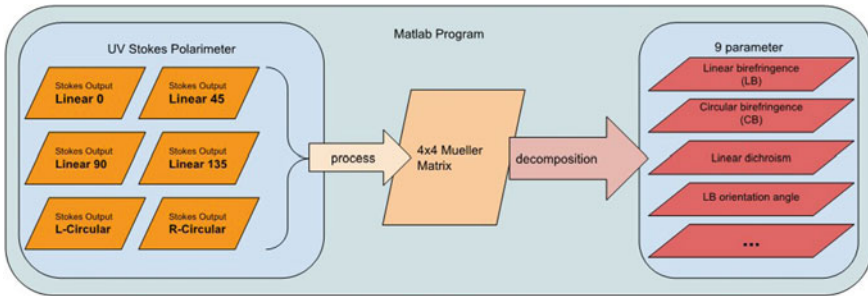 Matlab Program
UV Stokes Polarimeter
Stokes Output
Linear 0
Stokes Output
Linear 45
Stokes Output
Linear 90
Stokes Output
Linear 135
Stokes Output
L-Circular
Stokes Output
R-Circular
process
4x4 Mueller
Matrix
decomposition
9 parameter
Linear birefringence
(LB)
Circular birefringence
(CB)
Linear dichroism
LB orientation angle
...